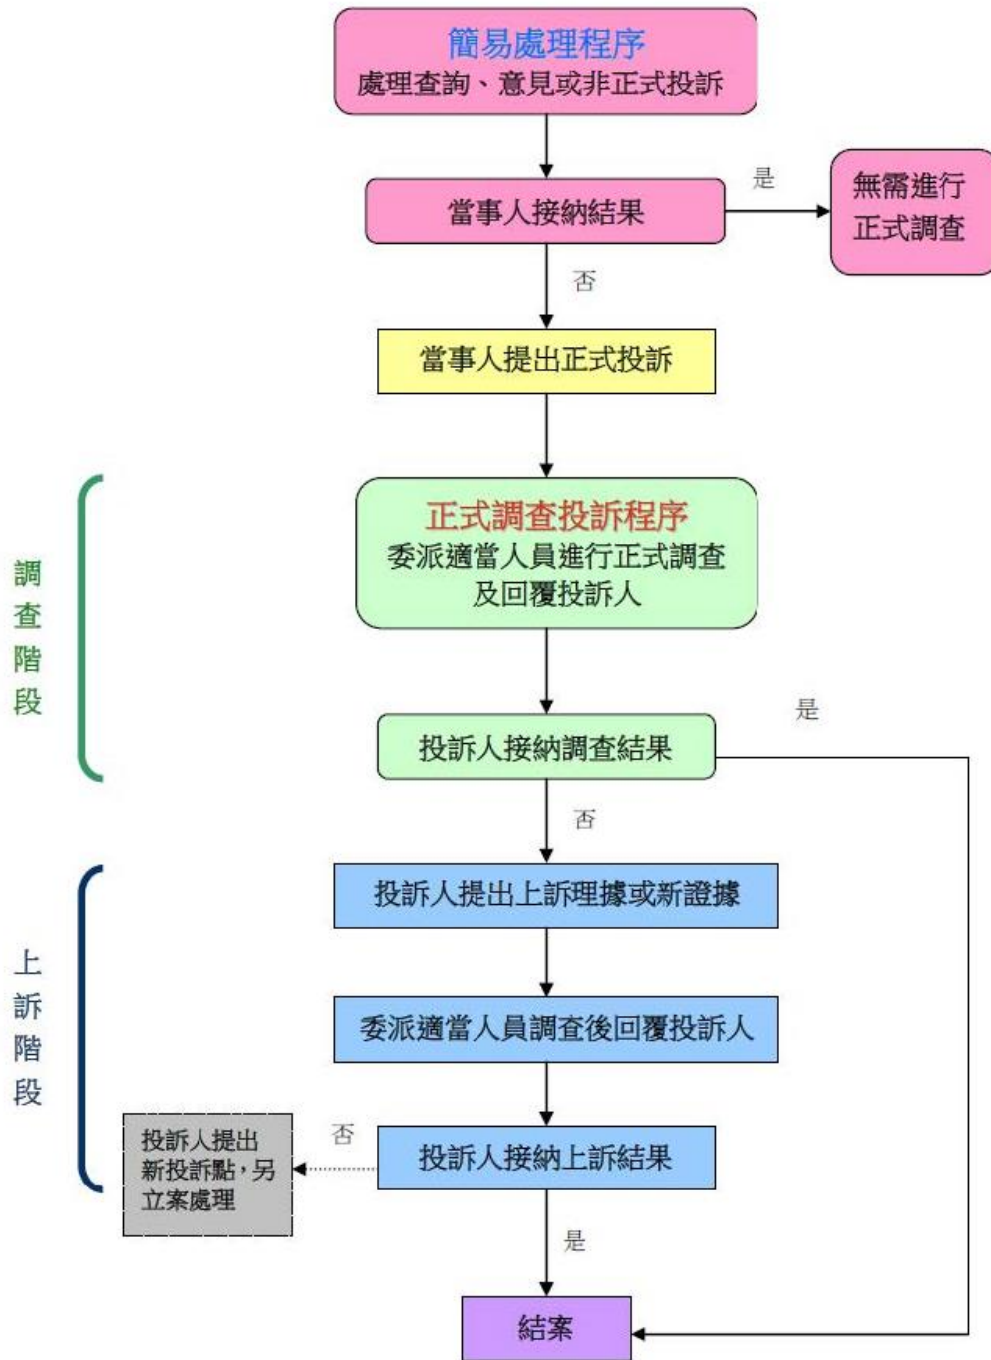 簡易處理程序
處理查詢、意見或非正式投訴
當事人接納結果
是
無需進行
正式調查
否
當事人提出正式投訴
調查階段
正式調查投訴程序
委派適當人員進行正式調查
及回覆投訴人
投訴人接納調查結果
是
否
上訴階段
投訴人提出上訴理據或新證據
委派適當人員調查後回覆投訴人
投訴人接納上訴結果
否
投訴人提出
新投訴點，另
立案處理
是
結案